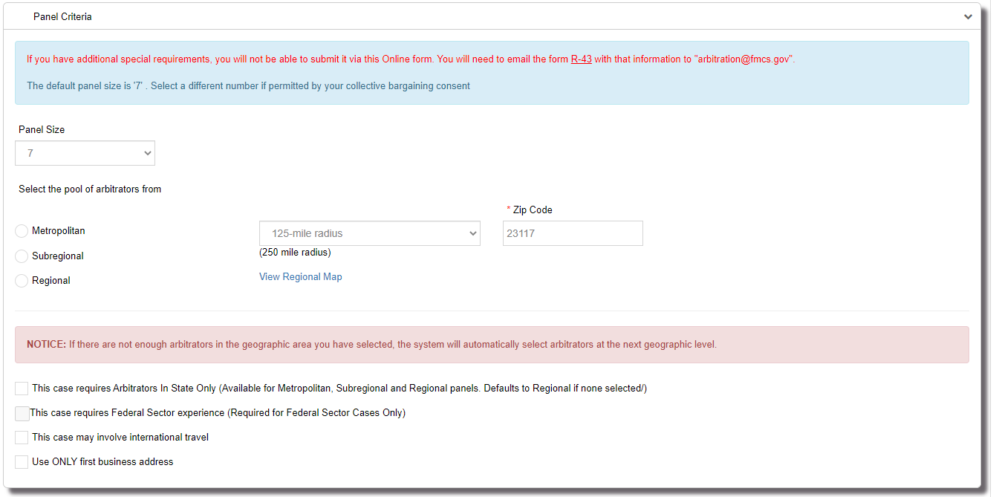 Panel Criteria
If you have additional special requirements, you will not be able to submit it via this Online form. You will need to email the form R-43 with that information to "arbitration@fmcs.gov".
The default panel size is '7' . Select a different number if permitted by your collective bargaining consent
Panel Size
7
Select the pool of arbitrators from
* Zip Code
Metropolitan
125-mile radius
23117
(250 mile radius)
Subregional
View Regional Map
Regional
NOTICE: If there are not enough arbitrators in the geographic area you have selected, the system will automatically select arbitrators at the next geographic level.
This case requires Arbitrators In State Only (Available for Metropolitan, Subregional and Regional panels. Defaults to Regional if none selected/)
This case requires Federal Sector experience (Required for Federal Sector Cases Only)
This case may involve international travel
Use ONLY first business address